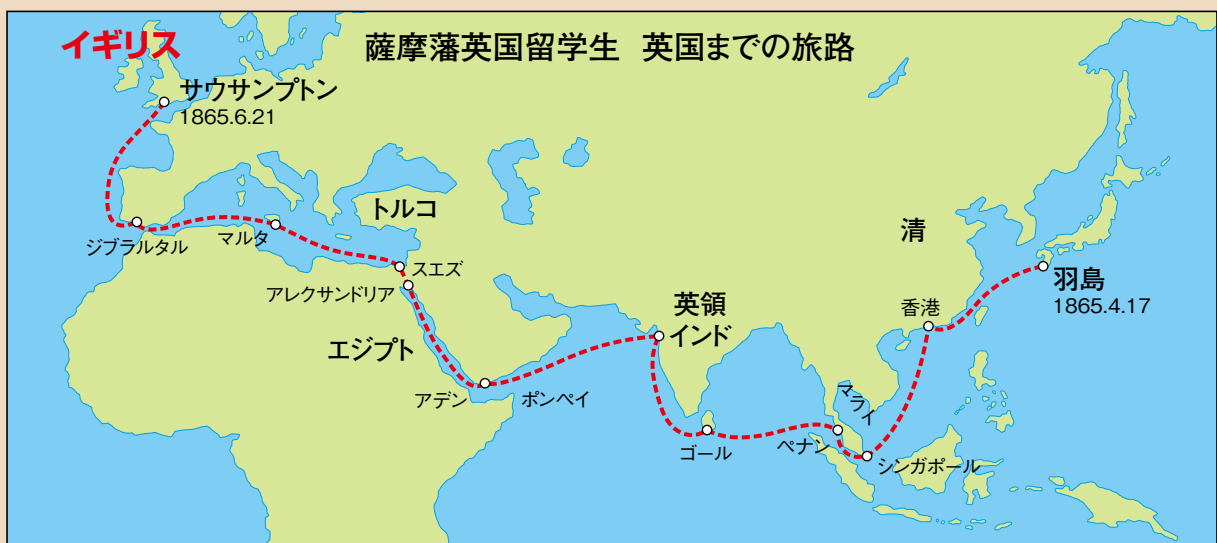 イギリス
薩摩藩英国留学生 英国までの旅路
サウサンプトン
1865.6.21
トルコ
清
ジブラルタル
マルタ
スエズ
アレクサンドリア
羽島
1865.4.17
香港
英領
インド
エジプト
アデン
ポンペイ
マライ
ゴール
ペナン
シンガポール